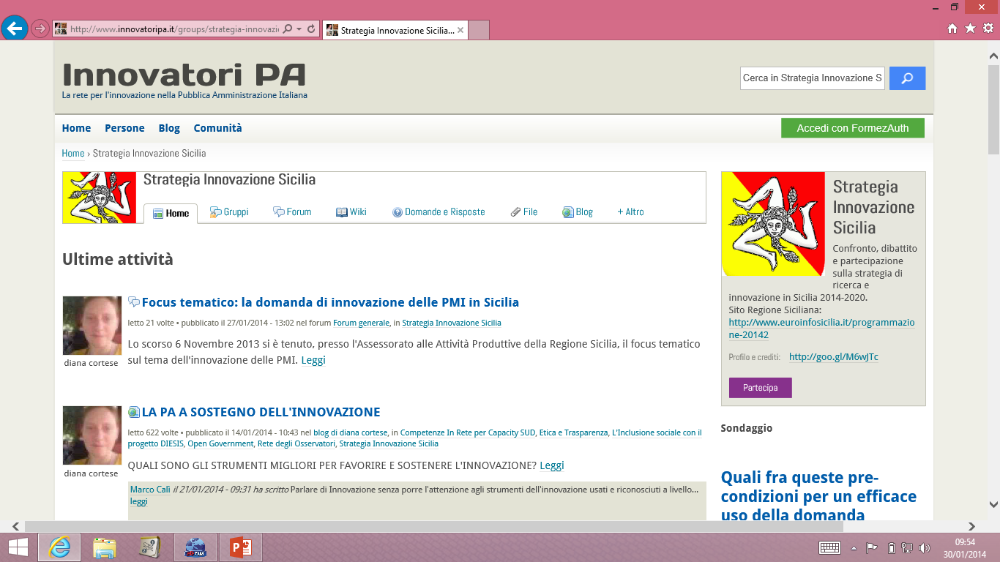 http://www.innovatoripa.it/groups/strategia-innovazi
Strategia Innovazione Sicilia...
Innovatori PA
La rete per l'innovazione nella Pubblica Amministrazione Italiana
Cerca in Strategia Innovazione S
Home Persone Blog Comunità
Accedi con FormezAuth
Home › Strategia Innovazione Sicilia
Strategia Innovazione Sicilia
Home Gruppi Forum Wiki Domande e Risposte File Blog + Altro
Ultime attività
Focus tematico: la domanda di innovazione delle PMI in Sicilia
letto 21 volte • pubblicato il 27/01/2014 - 13:02 nel forum Forum generale, in Strategia Innovazione Sicilia
Lo scorso 6 Novembre 2013 si è tenuto, presso l'Assessorato alle Attività Produttive della Regione Sicilia, il focus tematico
sul tema dell'innovazione delle PMI. Leggi
diana cortese
LA PA A SOSTEGNO DELL'INNOVAZIONE
letto 622 volte • pubblicato il 14/01/2014 - 10:43 nel blog di diana cortese, in Competenze In Rete per Capacity SUD, Etica e Trasparenza, L'Inclusione sociale con il
progetto DIESIS, Open Government, Rete degli Osservatori, Strategia Innovazione Sicilia
QUALI SONO GLI STRUMENTI MIGLIORI PER FAVORIRE E SOSTENERE L'INNOVAZIONE? Leggi
diana cortese
Marco Calì il 21/01/2014 - 09:31 ha scritto Parlare di Innovazione senza porre l'attenzione agli strumenti dell'innovazione usati e riconosciuti a livello...
leggi
Strategia
Innovazione
Sicilia
Confronto, dibattito
e partecipazione
sulla strategia di
ricerca e
innovazione in Sicilia 2014-2020.
Sito Regione Siciliana:
http://www.euroinfosicilia.it/programmazio
ne-20142
Profilo e crediti: http://goo.gl/M6wJTc
Partecipa
Sondaggio
Quali fra queste pre-
condizioni per un efficace
uso della domanda
09:54
30/01/2014